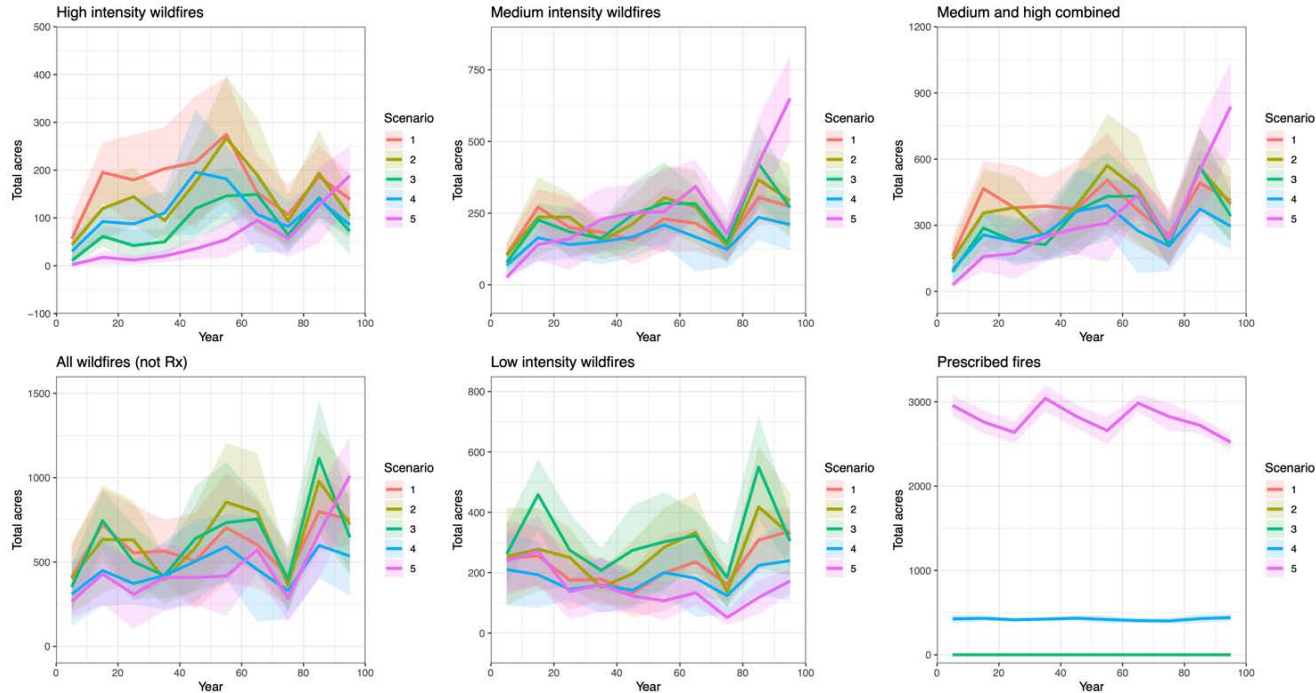 High intensity wildfires
500
400
300
200
100
0
−100
Total acres
0 20 40 60 80 100
Year
Scenario
1
2
3
4
5
Medium intensity wildfires
750
500
250
0
Total acres
0 20 40 60 80 100
Year
Scenario
1
2
3
4
5
Medium and high combined
1200
900
600
300
0
Total acres
0 20 40 60 80 100
Year
Scenario
1
2
3
4
5
All wildfires (not Rx)
1500
1000
500
0
Total acres
0 20 40 60 80 100
Year
Scenario
1
2
3
4
5
Low intensity wildfires
800
600
400
200
0
Total acres
0 20 40 60 80 100
Year
Scenario
1
2
3
4
5
Prescribed fires
3000
2000
1000
0
Total acres
0 20 40 60 80 100
Year
Scenario
1
2
3
4
5